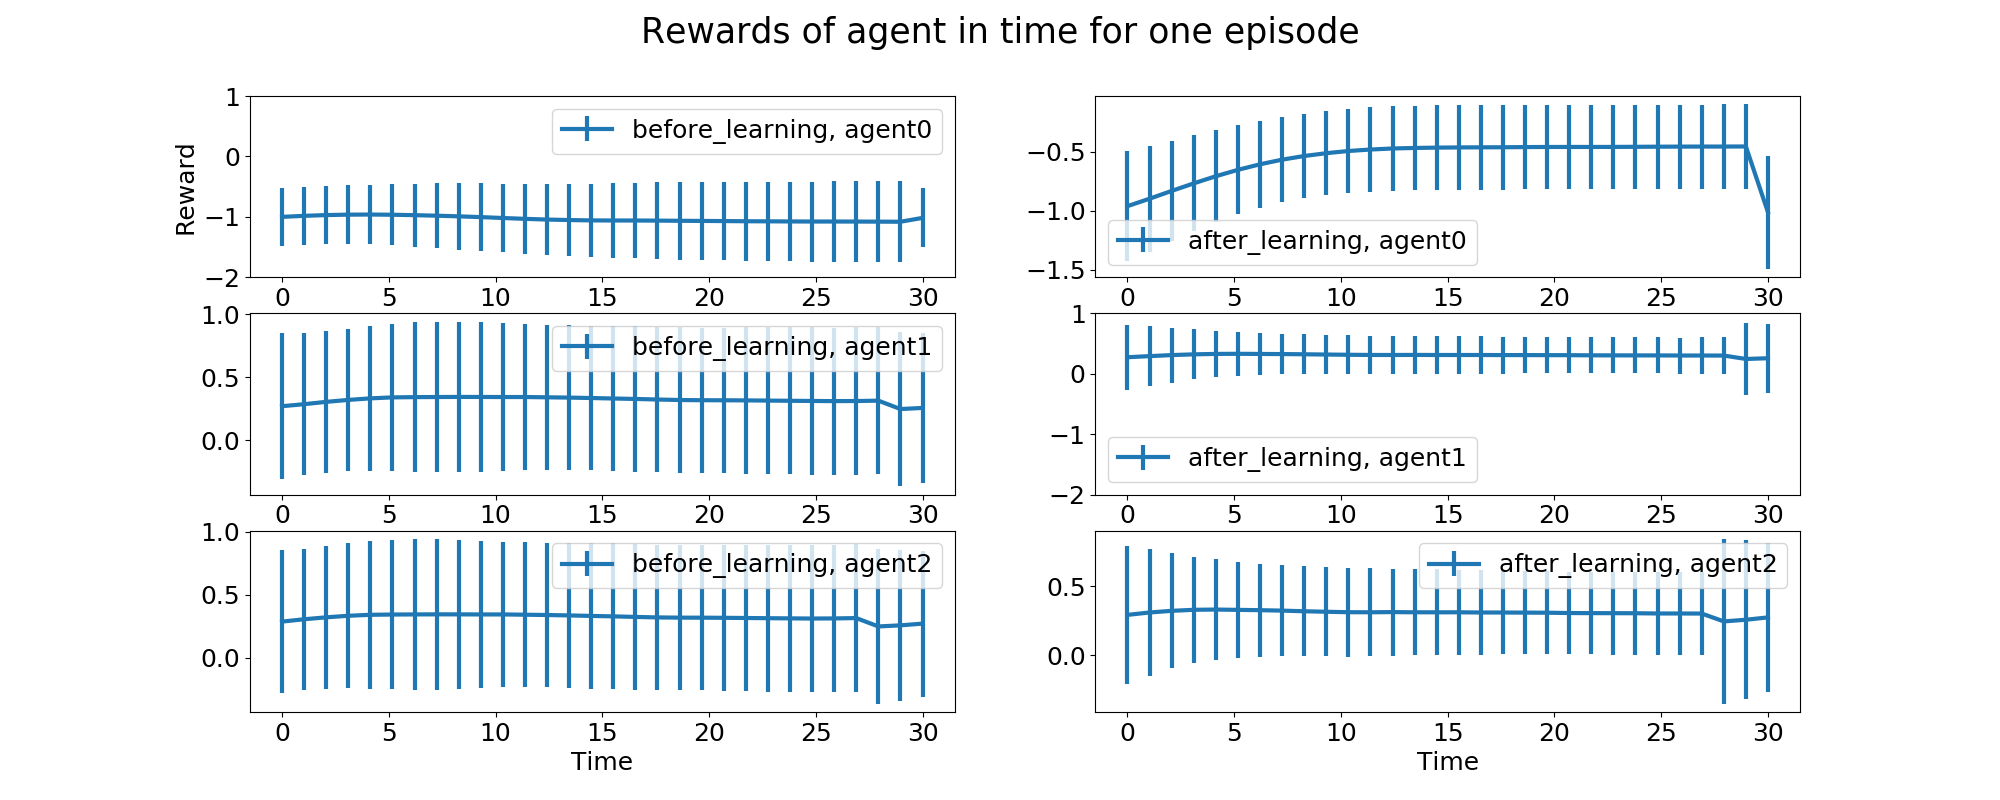 Rewards of agent in time for one episode
Reward
1
0
−1
−2
before_learning, agent0
0 5 10 15 20 25 30
−0.5
−1.0
−1.5
after_learning, agent0
0 5 10 15 20 25 30
1.0
0.5
0.0
before_learning, agent1
0 5 10 15 20 25 30
1
0
−1
−2
after_learning, agent1
0 5 10 15 20 25 30
1.0
0.5
0.0
before_learning, agent2
0 5 10 15 20 25 30
Time
0.5
0.0
after_learning, agent2
0 5 10 15 20 25 30
Time